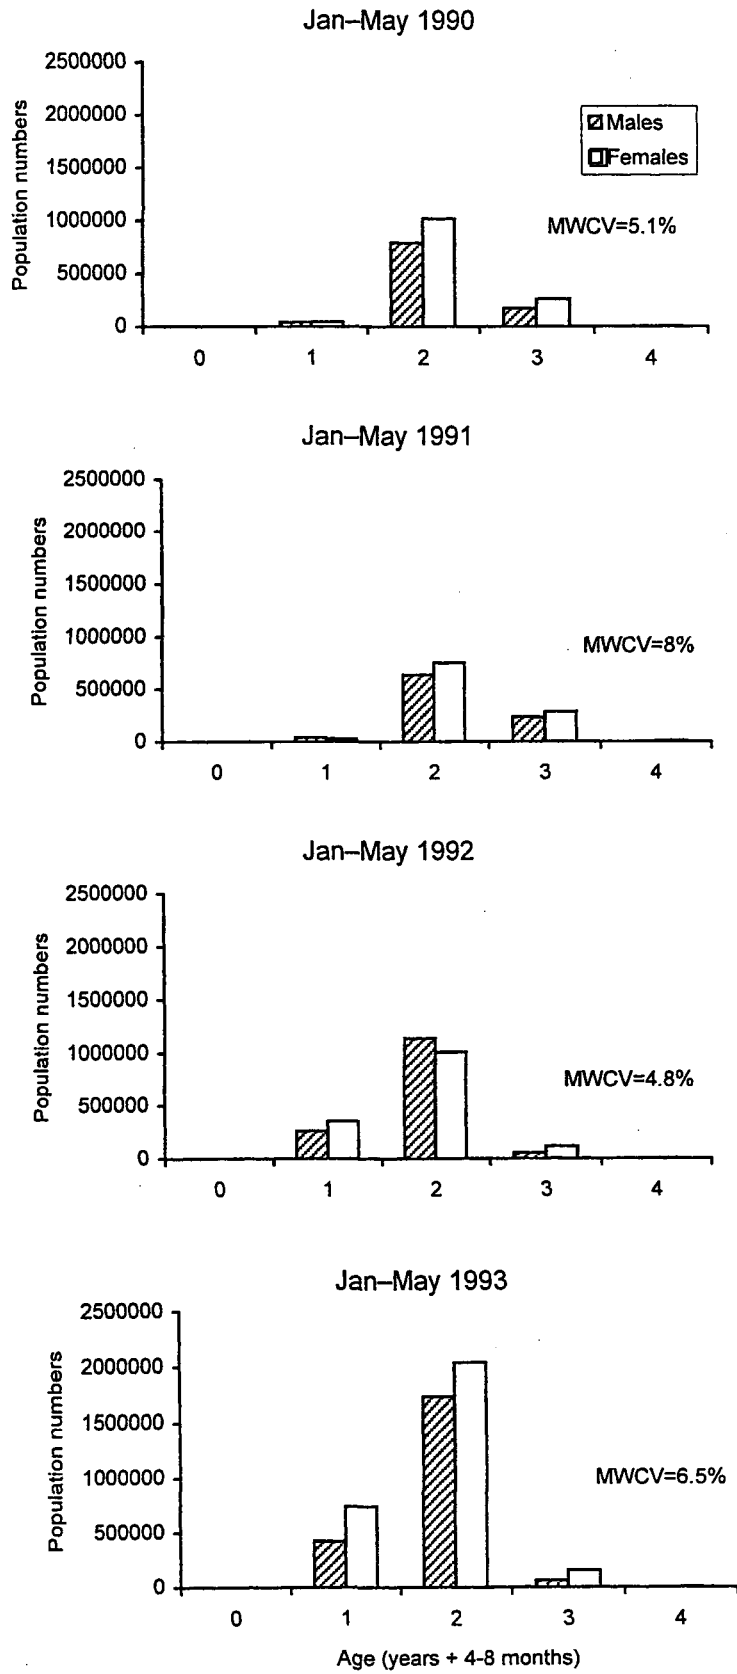 Jan–May 1990
2500000
2000000
1500000
1000000
500000
0
Population numbers
Males
Females
MWCV=5.1%
0 1 2 3 4
Jan–May 1991
2500000
2000000
1500000
1000000
500000
0
Population numbers
MWCV=8%
0 1 2 3 4
Jan–May 1992
2500000
2000000
1500000
1000000
500000
0
Population numbers
MWCV=4.8%
0 1 2 3 4
Jan–May 1993
2500000
2000000
1500000
1000000
500000
0
Population numbers
MWCV=6.5%
0 1 2 3 4
Age (years + 4-8 months)